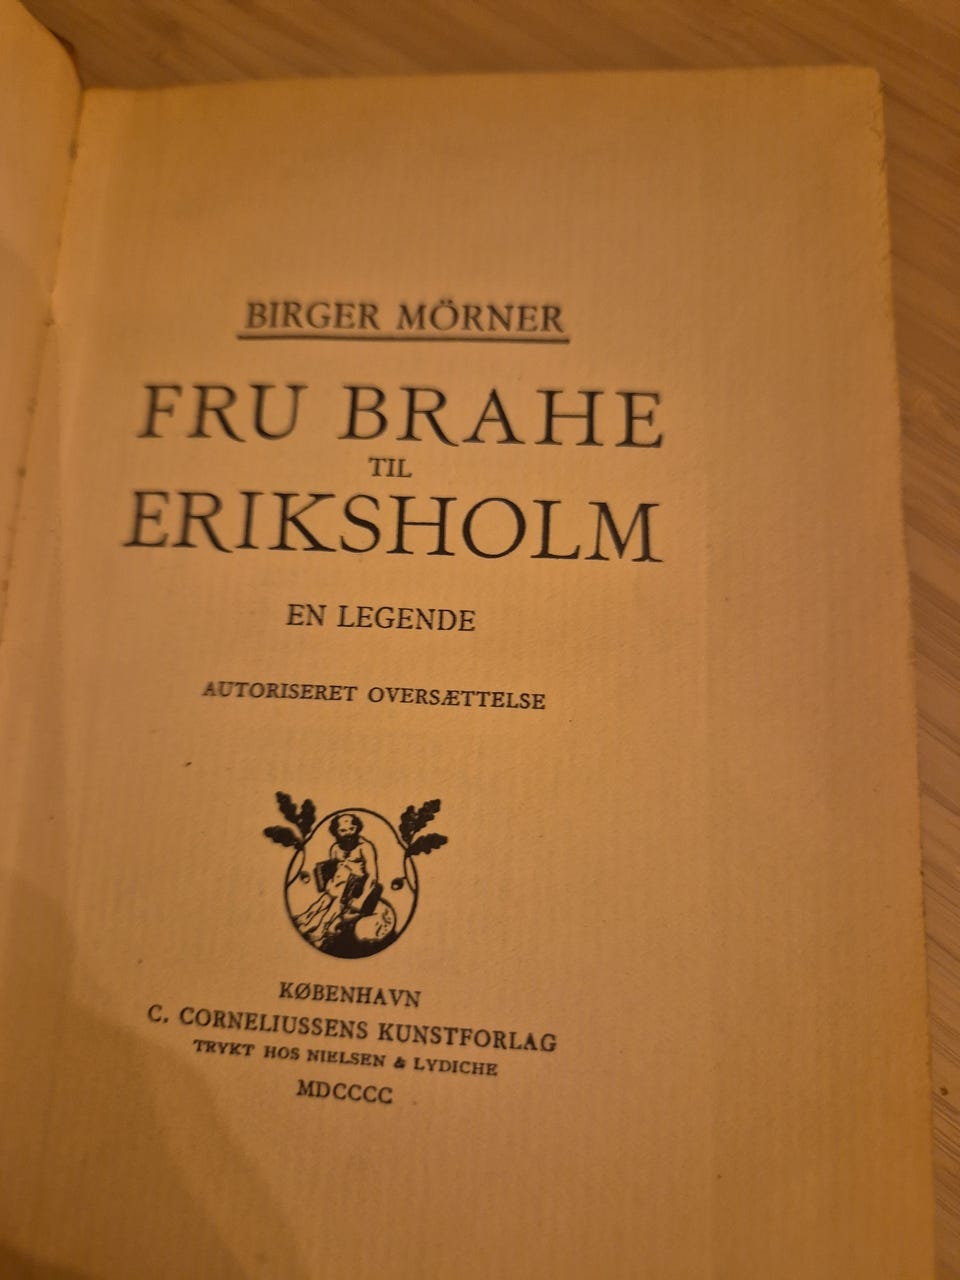 BIRGER MÖRNER
FRU BRAHE
TIL
ERIKSHOLM
EN LEGENDE
AUTORISERET OVERSÆTTELSE
KØBENHAVN
C. CORNELIUSSENS KUNSTFORLAG
TRYKT HOS NIELSEN & LYDICHE
MDCCCC